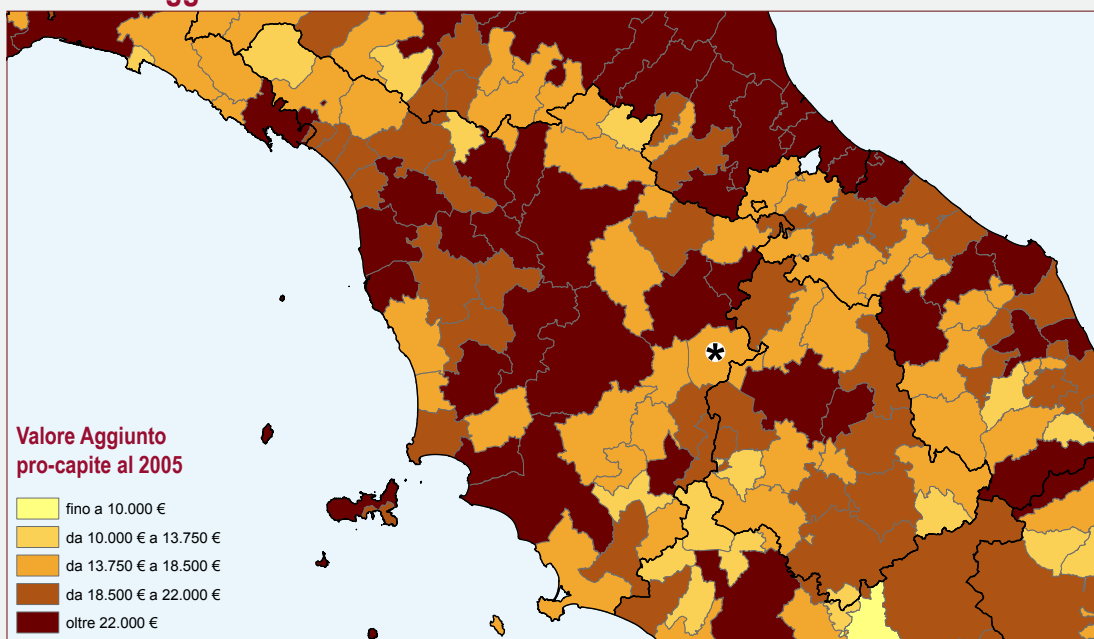 Valore Aggiunto
pro-capite al 2005
fino a 10.000 €
da 10.000 € a 13.750 €
da 13.750 € a 18.500 €
da 18.500 € a 22.000 €
oltre 22.000 €
*